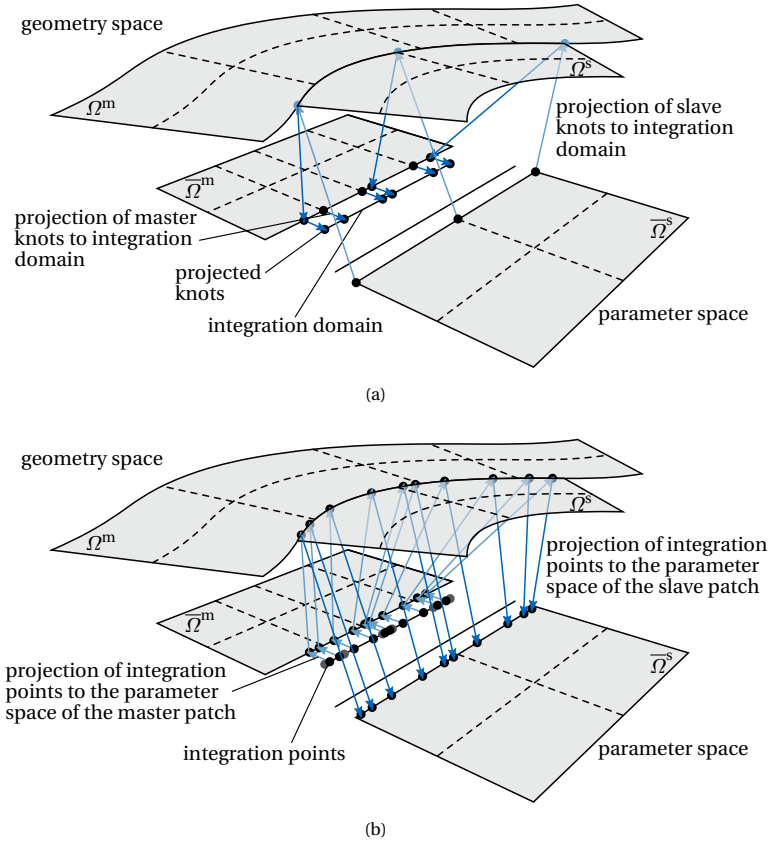 geometry space
Ω^m
Ω^s
projection of slave
knots to integration
domain
Ω̅^m
projection of master
knots to integration
domain
projected
knots
integration domain
Ω̅^s
parameter space
(a)
geometry space
Ω^m
Ω^s
projection of integration
points to the parameter
space of the slave patch
Ω̅^m
projection of integration
points to the parameter
space of the master patch
integration points
Ω̅^s
parameter space
(b)